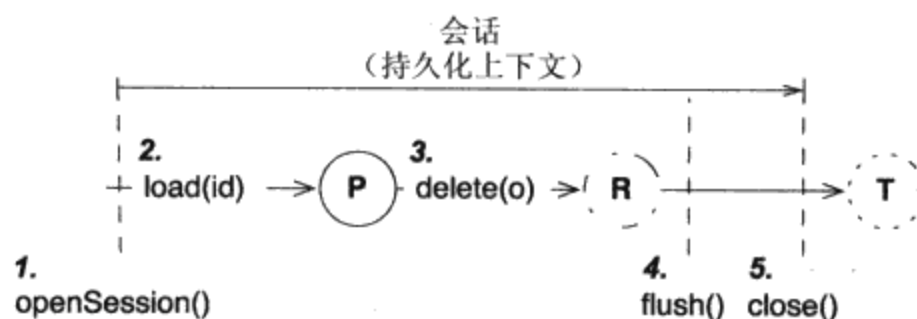 会话
（持久化上下文）
2.
load(id)
P
3.
delete(o)
R
T
1.
openSession()
4.
flush()
5.
close()